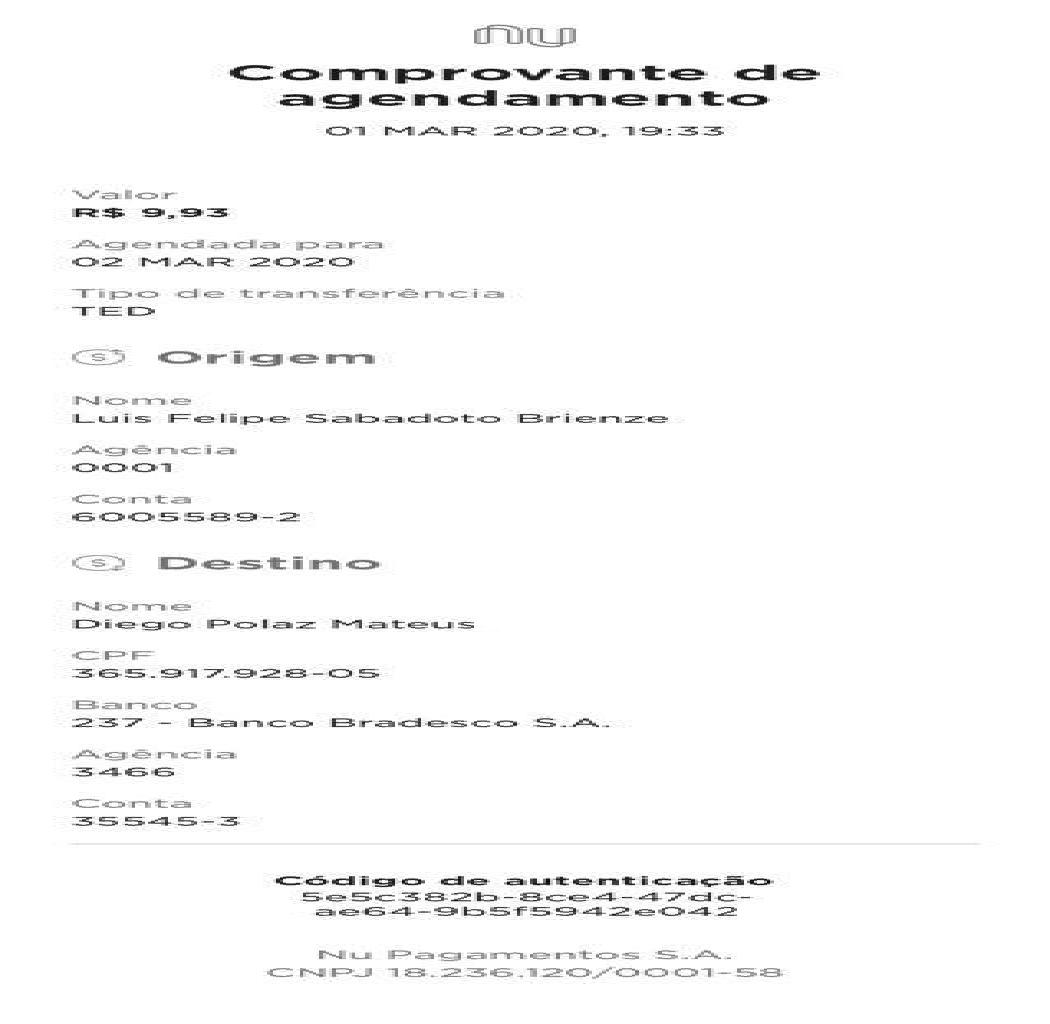 nu
Comprovante de
agendamento
01 MAR 2020, 19:33
Valor
R$ 9,93
Agendada para
02 MAR 2020
Tipo de transferência
TED
Origem
Nome
Luis Felipe Sabadoto Brienze
Agência
0001
Conta
6005589-2
Destino
Nome
Diego Polaz Mateus
CPF
365.917.928-05
Banco
237 - Banco Bradesco S.A.
Agência
3466
Conta
35545-3
Código de autenticação
5e5c382b-8ce4-47dc-
ae64-9b5f5942e042
Nu Pagamentos S.A.
CNPJ 18.236.120/0001-58